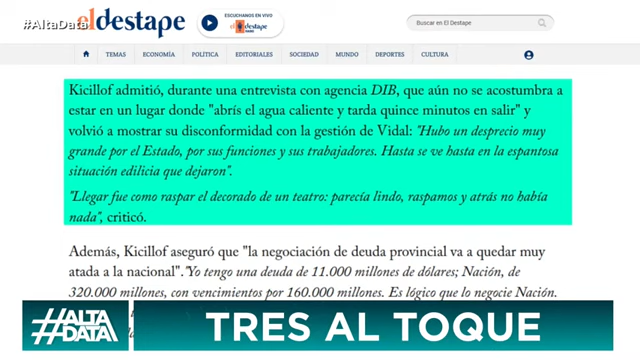 #AltaData
eldestape
ESCUCHANOS EN VIVO
el destape
RADIO
Buscar en El Destape
TEMAS ECONOMÍA POLÍTICA EDITORIALES SOCIEDAD MUNDO DEPORTES CULTURA
Kicillof admitió, durante una entrevista con agencia DIB, que aún no se acostumbra a
estar en un lugar donde "abrís el agua caliente y tarda quince minutos en salir" y
volvió a mostrar su disconformidad con la gestión de Vidal: "Hubo un desprecio muy
grande por el Estado, por sus funciones y sus trabajadores. Hasta se ve hasta en la espantosa
situación edilicia que dejaron".
"Llegar fue como raspar el decorado de un teatro: parecía lindo, raspamos y atrás no había
nada", criticó.
Además, Kicillof aseguró que "la negociación de deuda provincial va a quedar muy
atada a la nacional". "Yo tengo una deuda de 11.000 millones de dólares; Nación, de
320.000 millones, con vencimientos por 160.000 millones. Es lógico que lo negocie Nación.
#ALTA
DATA
TRES AL TOQUE